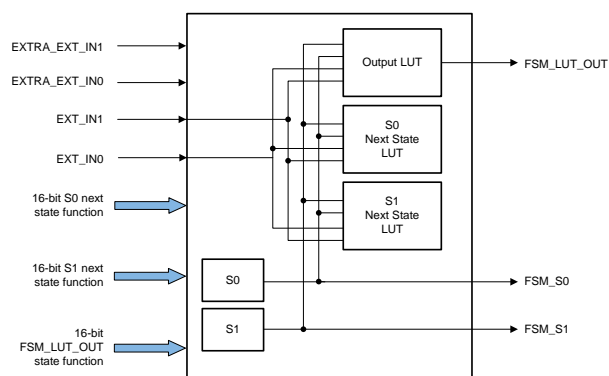 EXTRA_EXT_IN1
EXTRA_EXT_IN0
EXT_IN1
EXT_IN0
16-bit S0 next
state function
16-bit S1 next
state function
16-bit
FSM_LUT_OUT
state function
Output LUT
S0
Next State
LUT
S1
Next State
LUT
S0
S1
FSM_LUT_OUT
FSM_S0
FSM_S1